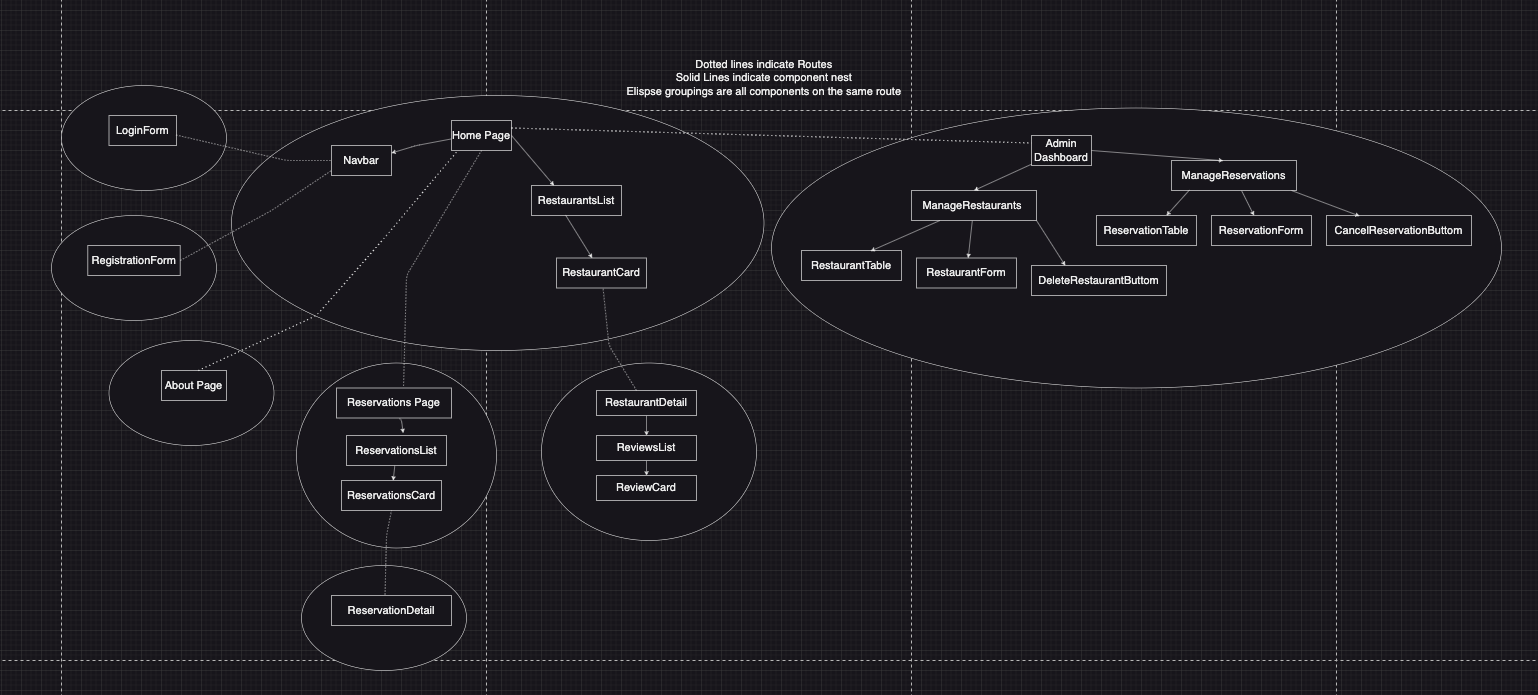 Dotted lines indicate Routes
Solid Lines indicate component nest
Elispse groupings are all components on the same route
LoginForm
Home Page
Navbar
RestaurantsList
RegistrationForm
RestaurantCard
About Page
Reservations Page
ReservationsList
ReservationsCard
ReservationDetail
RestaurantDetail
ReviewsList
ReviewCard
Admin
Dashboard
ManageReservations
ManageRestaurants
ReservationTable
ReservationForm
CancelReservationButtom
RestaurantTable
RestaurantForm
DeleteRestaurantButtom